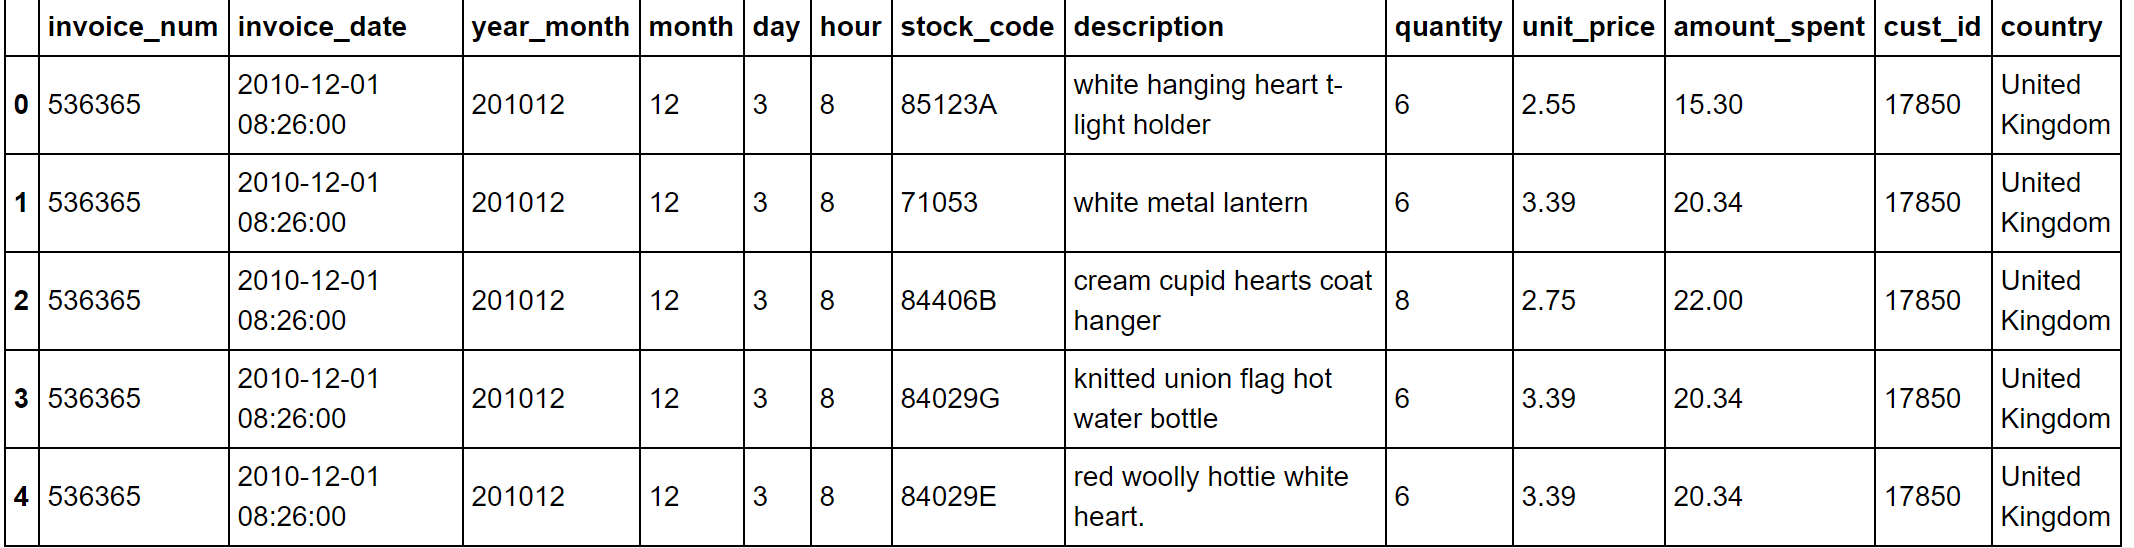 invoice_num invoice_date year_month month day hour stock_code description quantity unit_price amount_spent cust_id country
0 536365 2010-12-01 08:26:00 201012 12 3 8 85123A white hanging heart t-light holder 6 2.55 15.30 17850 United Kingdom
1 536365 2010-12-01 08:26:00 201012 12 3 8 71053 white metal lantern 6 3.39 20.34 17850 United Kingdom
2 536365 2010-12-01 08:26:00 201012 12 3 8 84406B cream cupid hearts coat hanger 8 2.75 22.00 17850 United Kingdom
3 536365 2010-12-01 08:26:00 201012 12 3 8 84029G knitted union flag hot water bottle 6 3.39 20.34 17850 United Kingdom
4 536365 2010-12-01 08:26:00 201012 12 3 8 84029E red woolly hottie white heart. 6 3.39 20.34 17850 United Kingdom